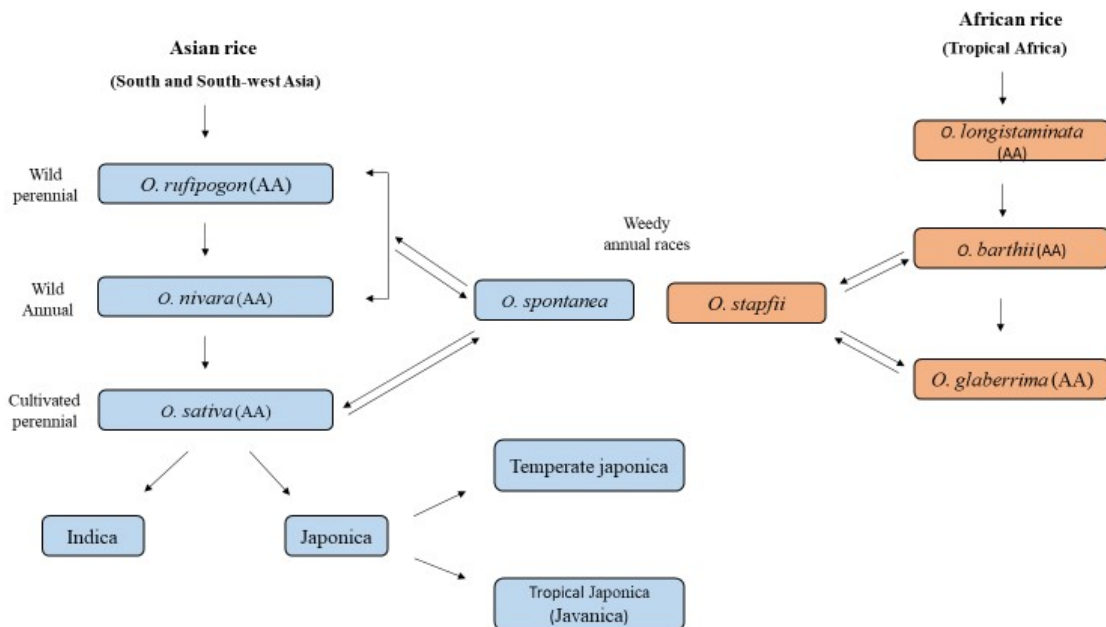 Asian rice
(South and South-west Asia)
African rice
(Tropical Africa)
Wild
perennial
O. rufipogon (AA)
Wild
Annual
O. nivara (AA)
Cultivated
perennial
O. sativa (AA)
Indica
Japonica
Temperate japonica
Tropical Japonica
(Javanica)
Weedy
annual races
O. spontanea
O. stapfii
O. longistaminata
(AA)
O. barthii (AA)
O. glaberrima (AA)